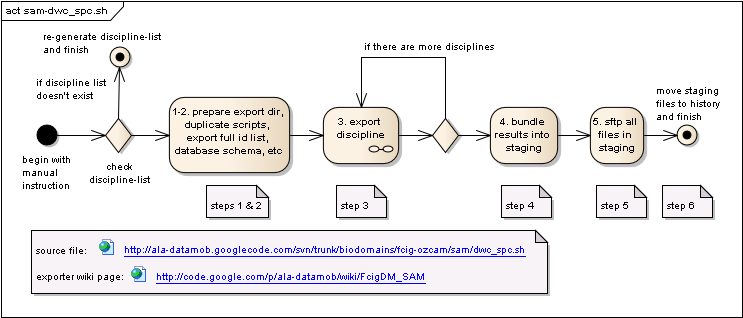 act sam-dwc_spc.sh
re-generate discipline-list
and finish
if there are more disciplines
if discipline list
doesn't exist
begin with
manual
instruction
check
discipline-list
1-2. prepare export dir,
duplicate scripts,
export full id list,
database schema, etc
3. export
discipline
4. bundle
results into
staging
5. sftp all
files in
staging
move staging
files to history
and finish
steps 1 & 2
step 3
step 4
step 5
step 6
source file: http://ala-datamob.googlecode.com/svn/trunk/biodomains/fcig-ozcam/sam/dwc_spc.sh
exporter wiki page: http://code.google.com/p/ala-datamob/wiki/FcigDM_SAM